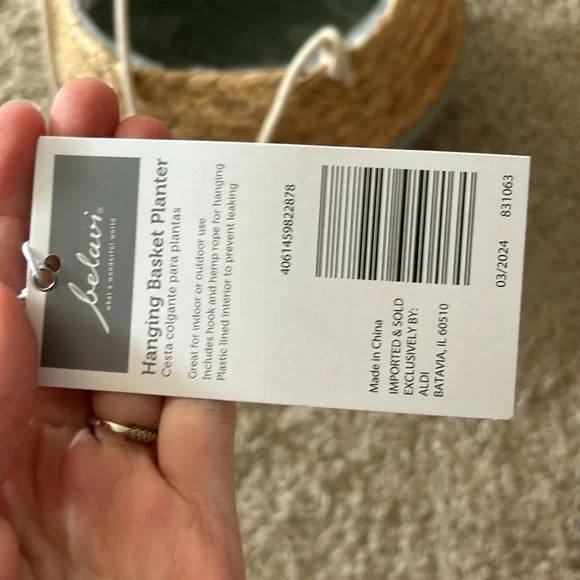 belavi®
what a wonderful world
Hanging Basket Planter
Cesta colgante para plantas
Great for indoor or outdoor use
Includes hook and hemp rope for hanging
Plastic lined interior to prevent leaking
4061459822878
Made in China
IMPORTED & SOLD
EXCLUSIVELY BY:
ALDI
BATAVIA, IL 60510
03/2024 831063